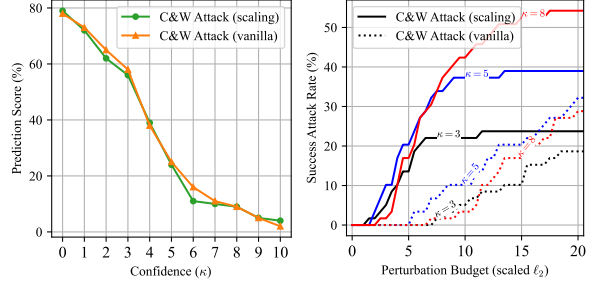 C&W Attack (scaling)
C&W Attack (vanilla)
80
60
40
20
0
Prediction Score (%)
0 1 2 3 4 5 6 7 8 9 10
Confidence (κ)
C&W Attack (scaling)
C&W Attack (vanilla)
50
40
30
20
10
0
Success Attack Rate (%)
κ = 8
κ = 5
κ = 3
κ = 8
κ = 5
κ = 3
0 5 10 15 20
Perturbation Budget (scaled ℓ₂)